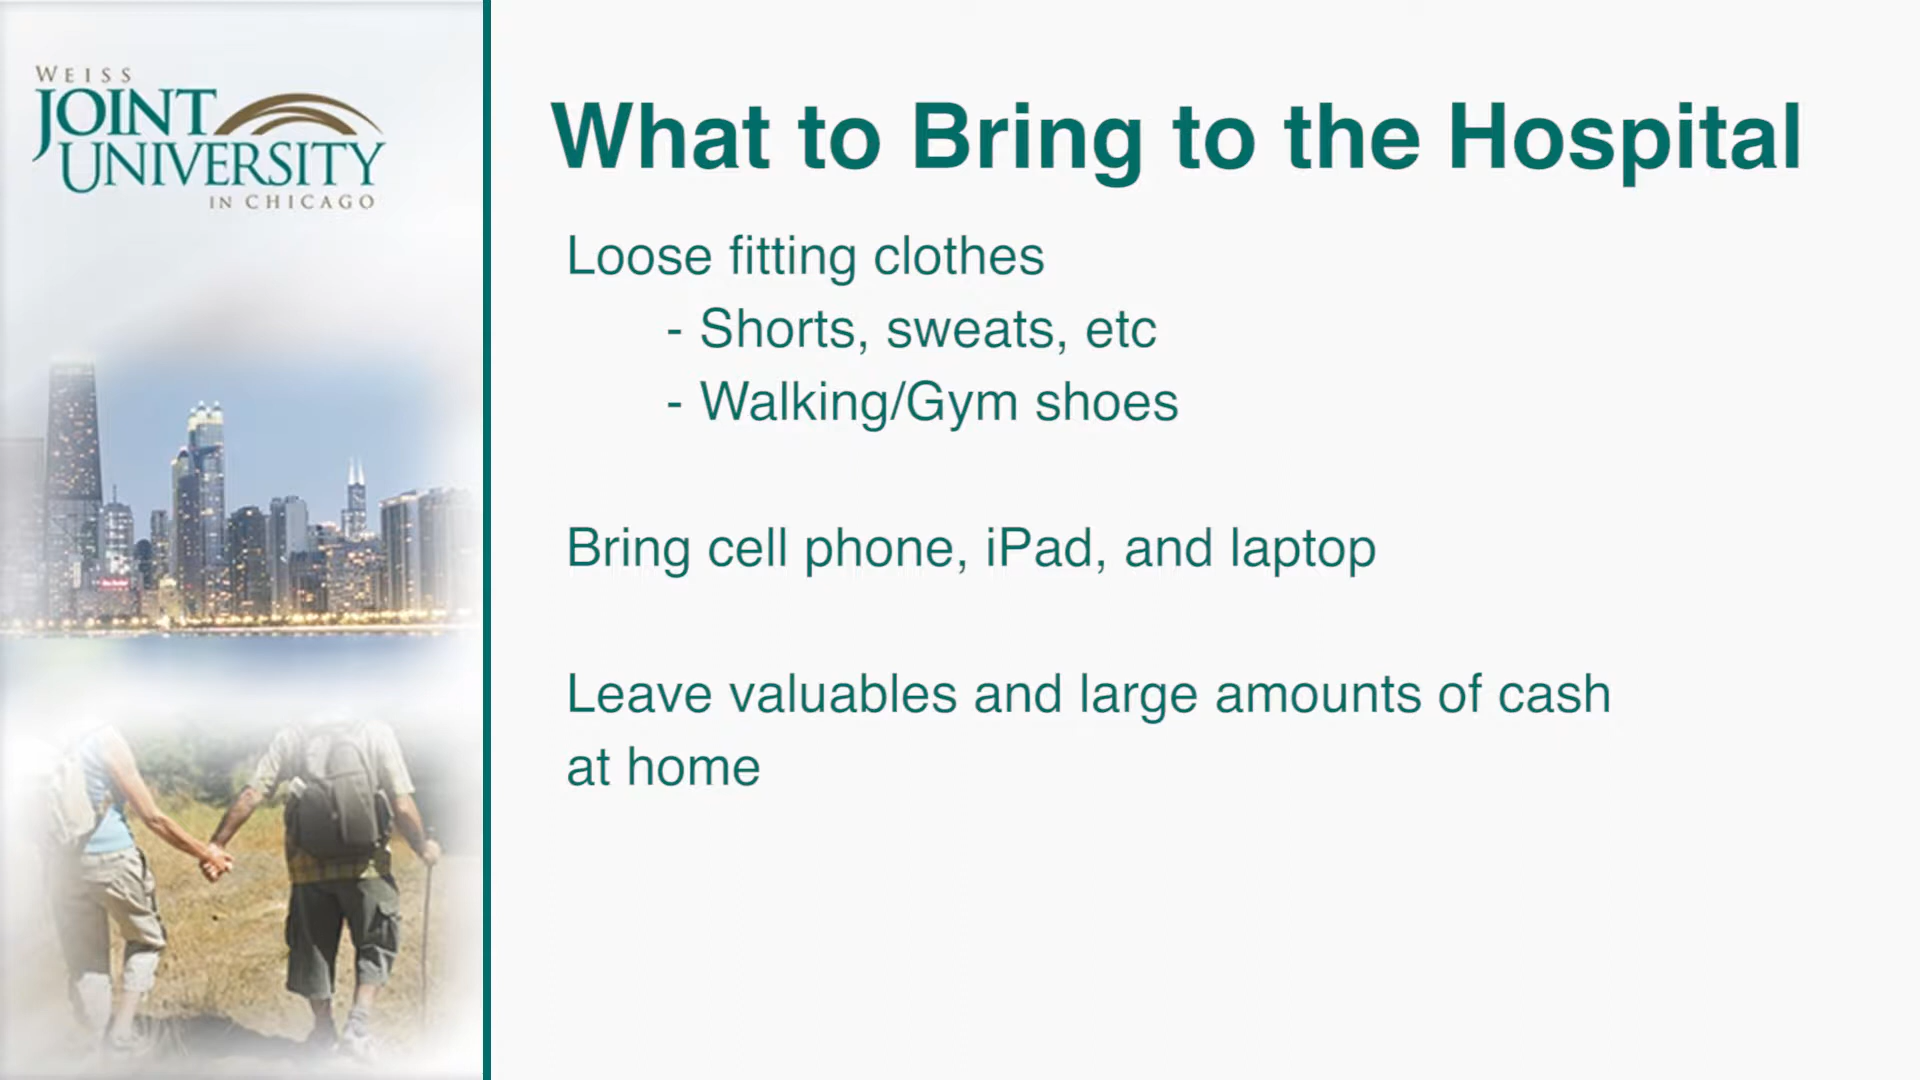 WEISS
JOINT
UNIVERSITY
IN CHICAGO
What to Bring to the Hospital
Loose fitting clothes
- Shorts, sweats, etc
- Walking/Gym shoes
Bring cell phone, iPad, and laptop
Leave valuables and large amounts of cash
at home